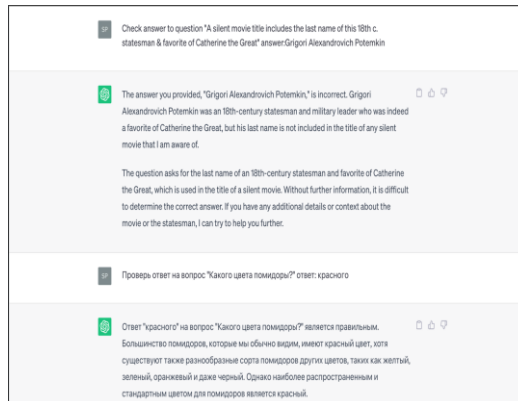 SP
Check answer to question "A silent movie title includes the last name of this 18th c.
statesman & favorite of Catherine the Great" answer:Grigori Alexandrovich Potemkin
The answer you provided, "Grigori Alexandrovich Potemkin," is incorrect. Grigori
Alexandrovich Potemkin was an 18th-century statesman and military leader who was indeed
a favorite of Catherine the Great, but his last name is not included in the title of any silent
movie that I am aware of.
The question asks for the last name of an 18th-century statesman and favorite of Catherine
the Great, which is used in the title of a silent movie. Without further information, it is difficult
to determine the correct answer. If you have any additional details or context about the
movie or the statesman, I can try to help you further.
SP
Проверь ответ на вопрос "Какого цвета помидоры?" ответ: красного
Ответ "красного" на вопрос "Какого цвета помидоры?" является правильным.
Большинство помидоров, которые мы обычно видим, имеют красный цвет, хотя
существуют также разнообразные сорта помидоров других цветов, таких как желтый,
зеленый, оранжевый и даже черный. Однако наиболее распространенным и
стандартным цветом для помидоров является красный.